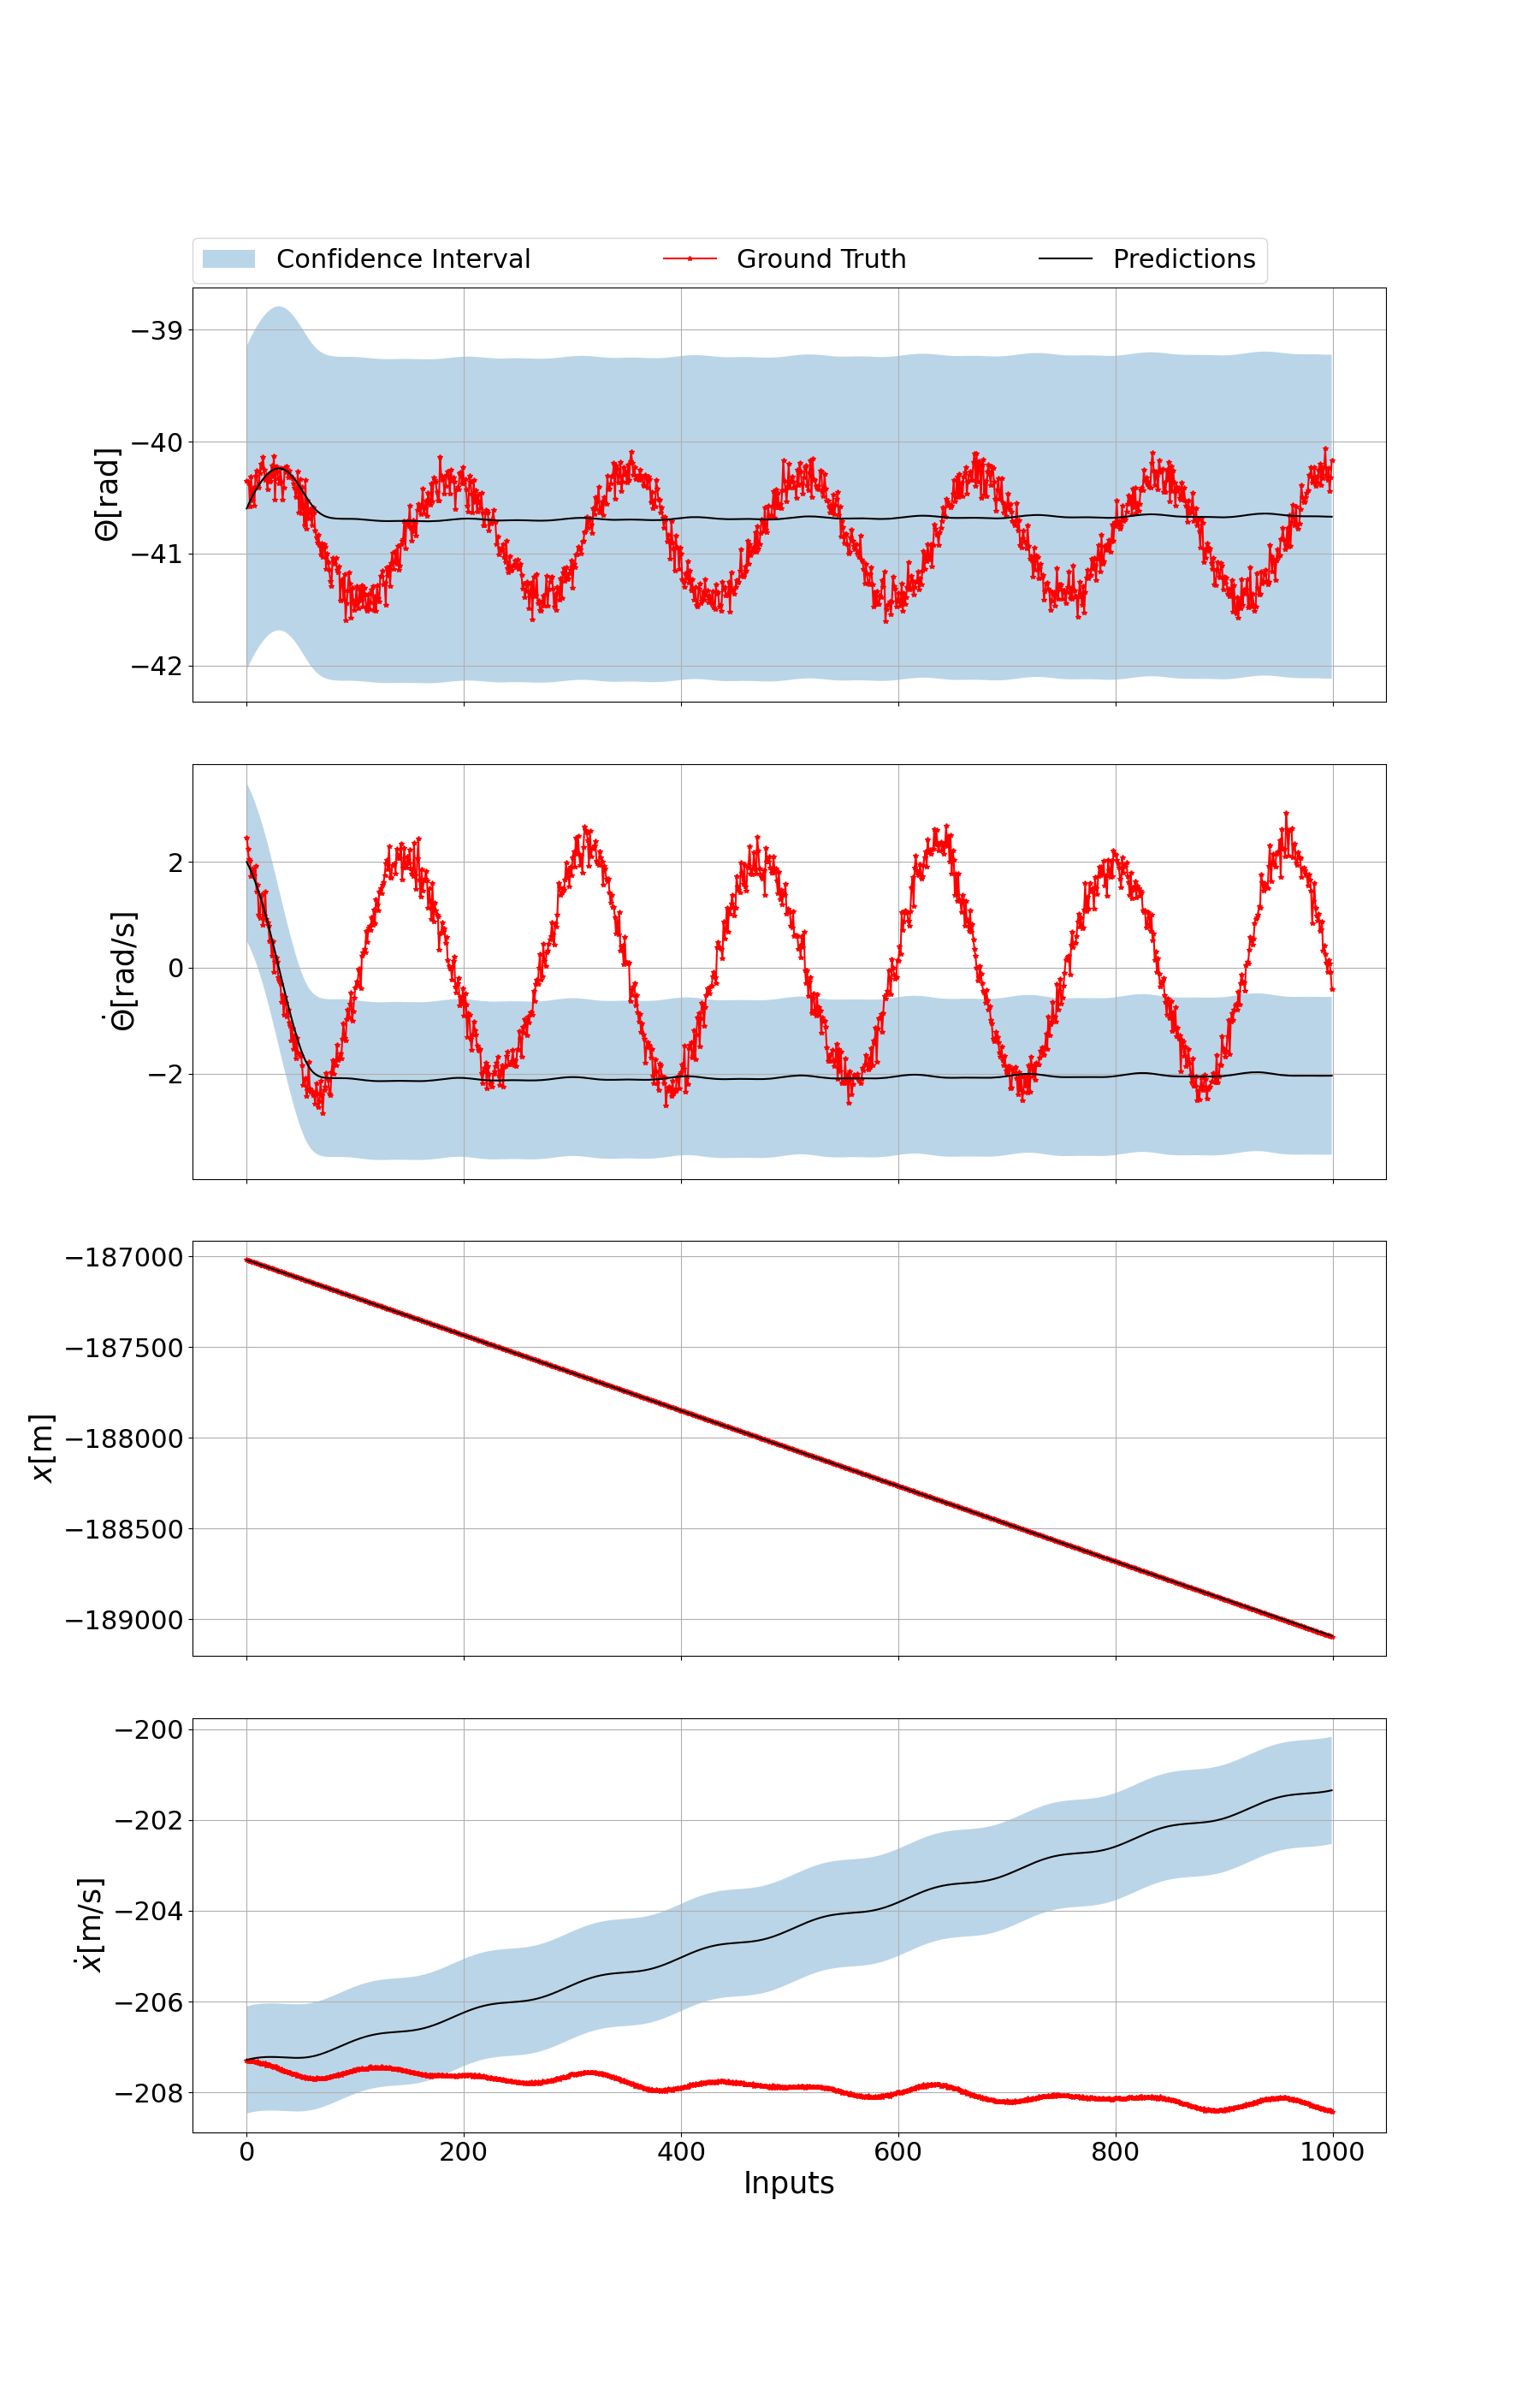 Confidence Interval Ground Truth Predictions
−39
−40
−41
−42
Θ[rad]
2
0
−2
Θ̇[rad/s]
−187000
−187500
−188000
−188500
−189000
x[m]
−200
−202
−204
−206
−208
ẋ[m/s]
0 200 400 600 800 1000
Inputs